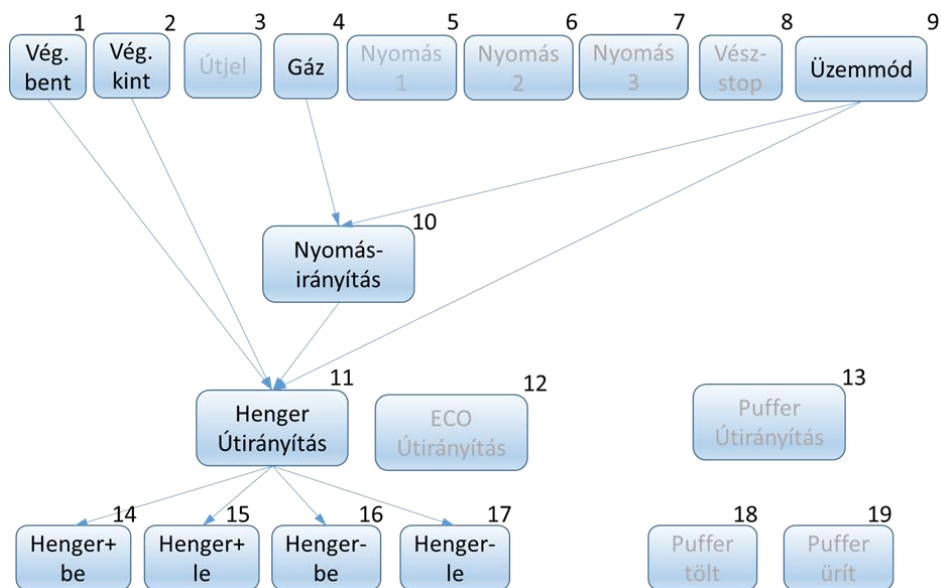 1 2 3 4 5 6 7 8 9
Vég.
bent
Vég.
kint
Útjel
Gáz
Nyomás
1
Nyomás
2
Nyomás
3
Vész-
stop
Üzemmód
10
Nyomás-
irányítás
11
Henger
Útirányítás
12
ECO
Útirányítás
13
Puffer
Útirányítás
14
Henger+
be
15
Henger+
le
16
Henger-
be
17
Henger-
le
18
Puffer
tölt
19
Puffer
ürít